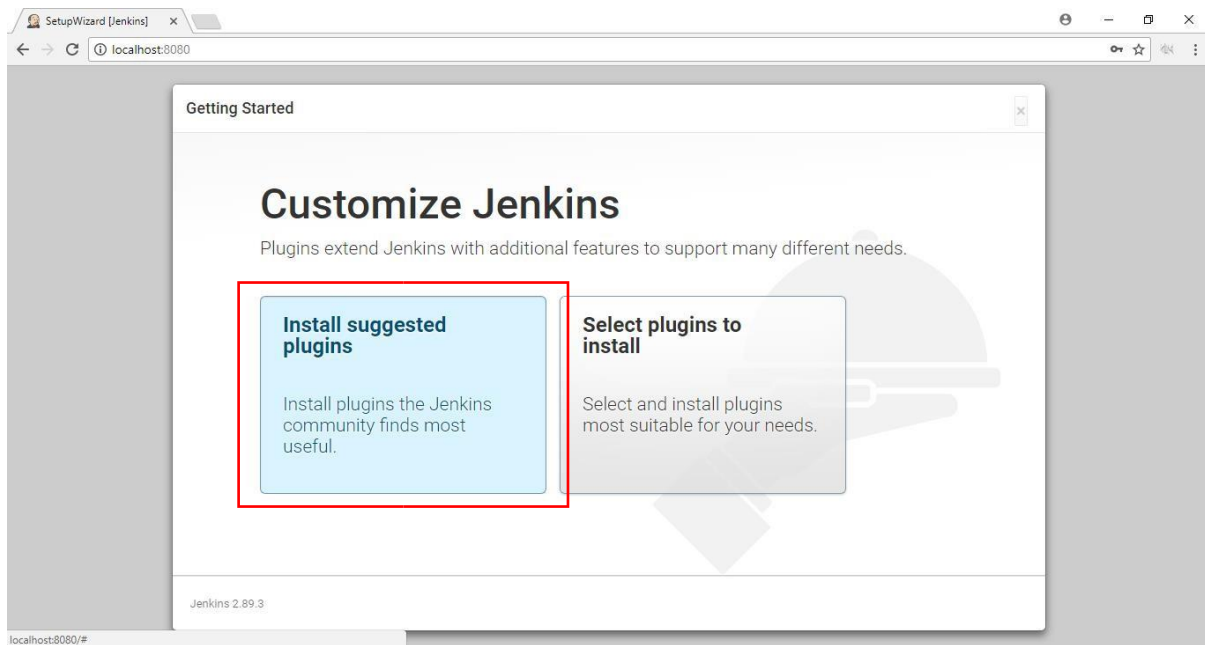 SetupWizard [Jenkins]
localhost:8080
Getting Started
Customize Jenkins
Plugins extend Jenkins with additional features to support many different needs.
Install suggested
plugins
Install plugins the Jenkins
community finds most
useful.
Select plugins to
install
Select and install plugins
most suitable for your needs.
Jenkins 2.89.3
localhost:8080/#